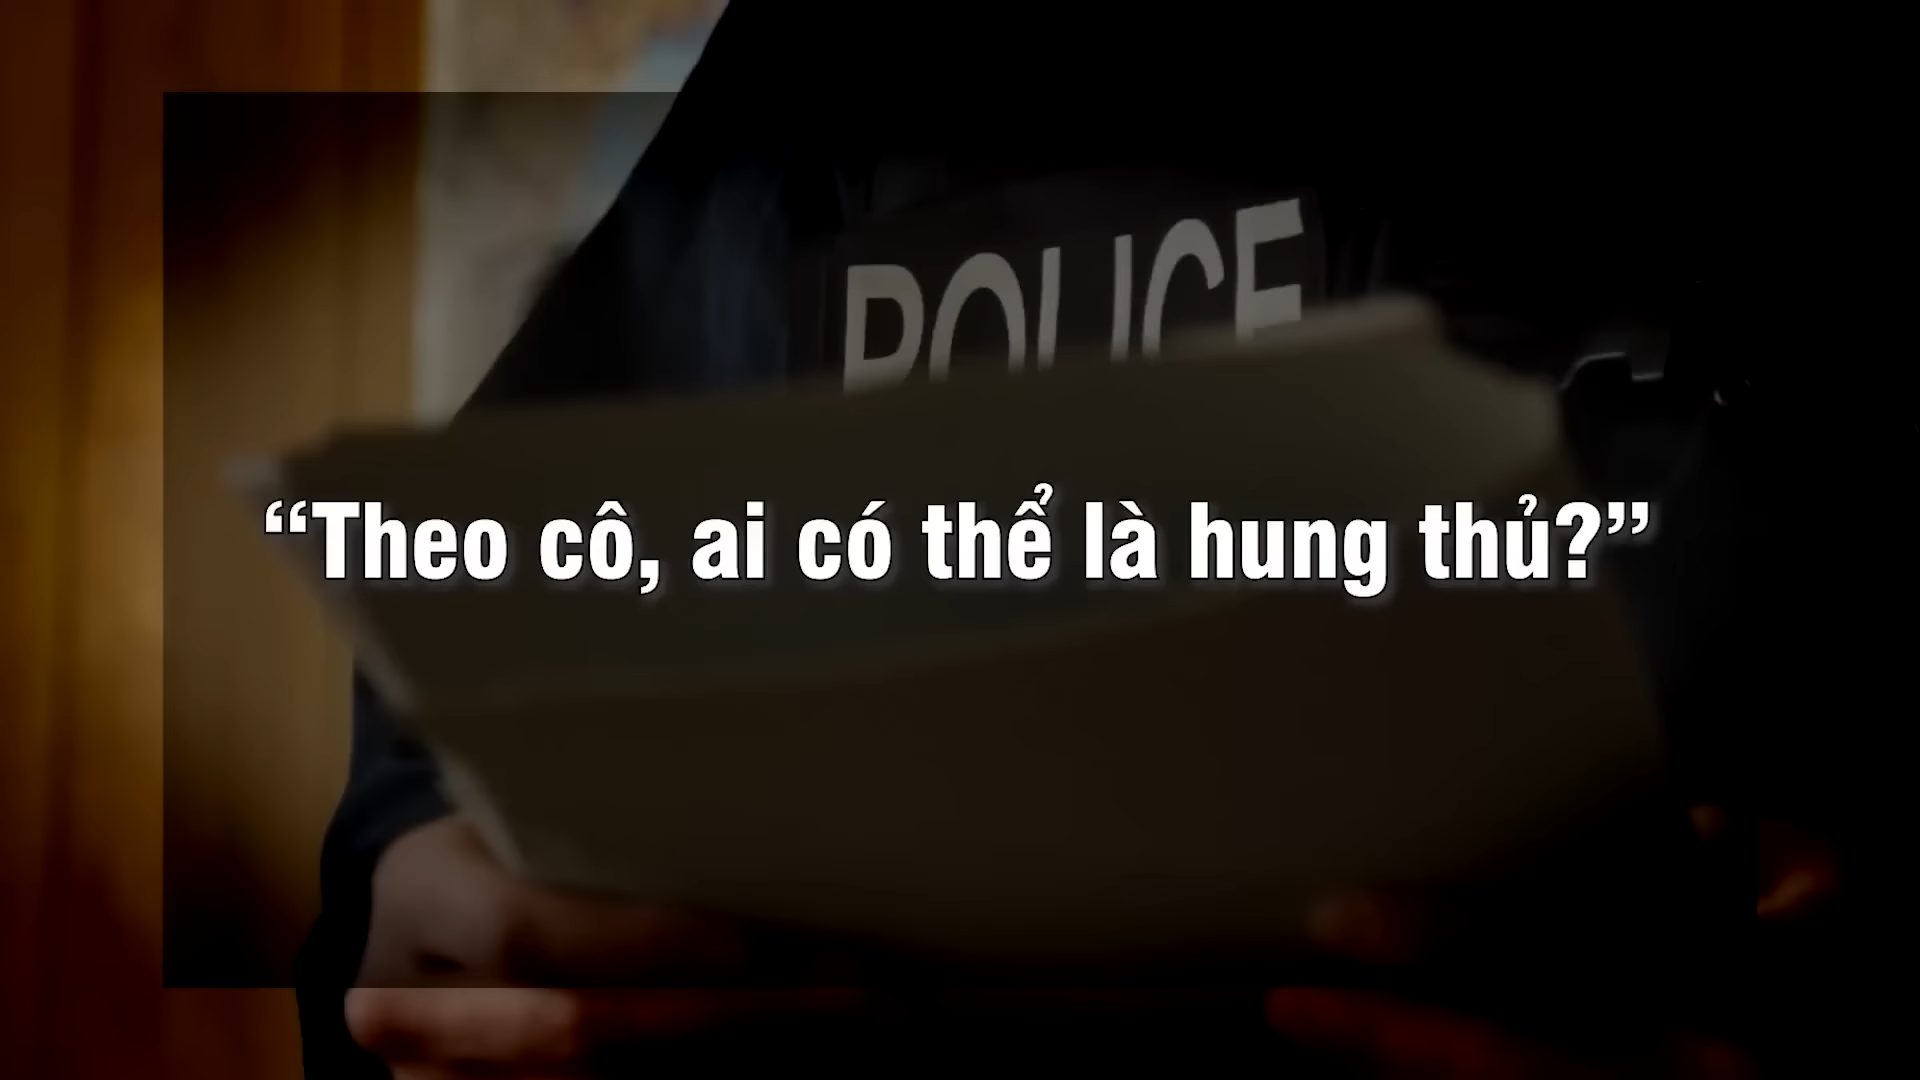 POLICE
“Theo cô, ai có thể là hung thủ?”